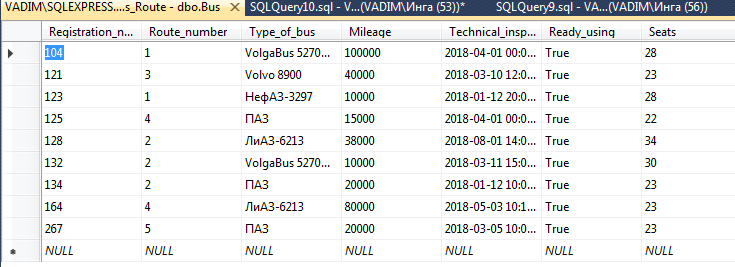 VADIM\SQLEXPRESS....s_Route - dbo.Bus SQLQuery10.sql - V...(VADIM\Инга (53))* SQLQuery9.sql - VA...(VADIM\Инга (56))
Registration_n... Route_number Type_of_bus Mileage Technical_insp... Ready_using Seats
104 1 VolgaBus 5270... 100000 2018-04-01 00:0... True 28
121 3 Volvo 8900 40000 2018-03-10 12:0... True 23
123 1 НефАЗ-3297 10000 2018-01-12 20:0... True 28
125 4 ПАЗ 15000 2018-04-01 00:0... True 22
128 2 ЛиАЗ-6213 38000 2018-08-01 14:0... True 34
132 2 VolgaBus 5270... 10000 2018-03-11 15:0... True 30
134 2 ПАЗ 20000 2018-01-12 10:0... True 23
164 4 ЛиАЗ-6213 80000 2018-05-03 10:1... True 23
267 5 ПАЗ 20000 2018-03-05 10:0... True 23
NULL NULL NULL NULL NULL NULL NULL